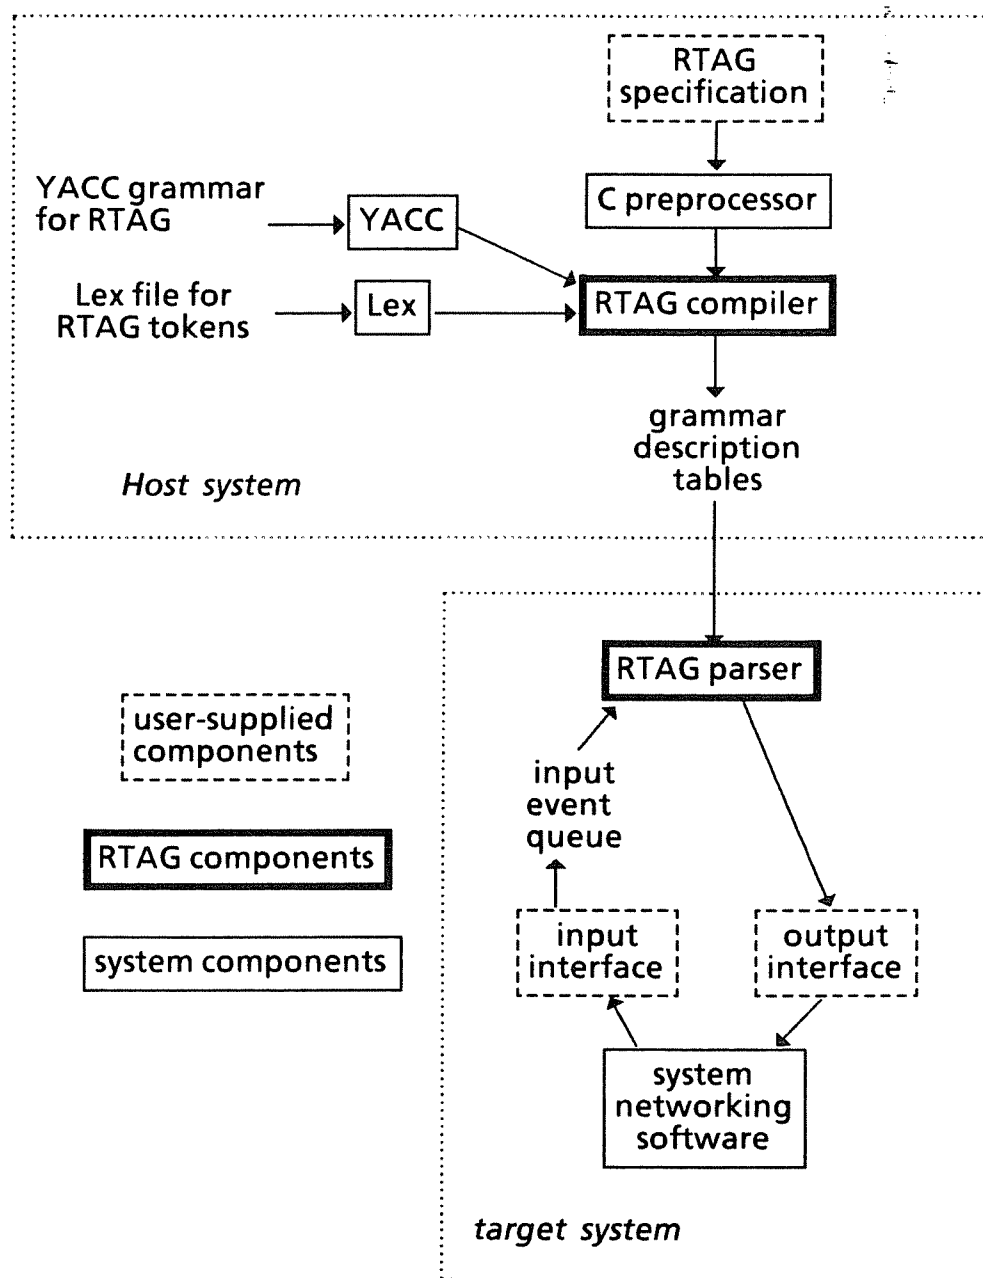 RTAG
specification
YACC grammar
for RTAG
YACC
C preprocessor
Lex file for
RTAG tokens
Lex
RTAG compiler
grammar
description
tables
Host system
RTAG parser
user-supplied
components
input
event
queue
RTAG components
input
interface
output
interface
system components
system
networking
software
target system